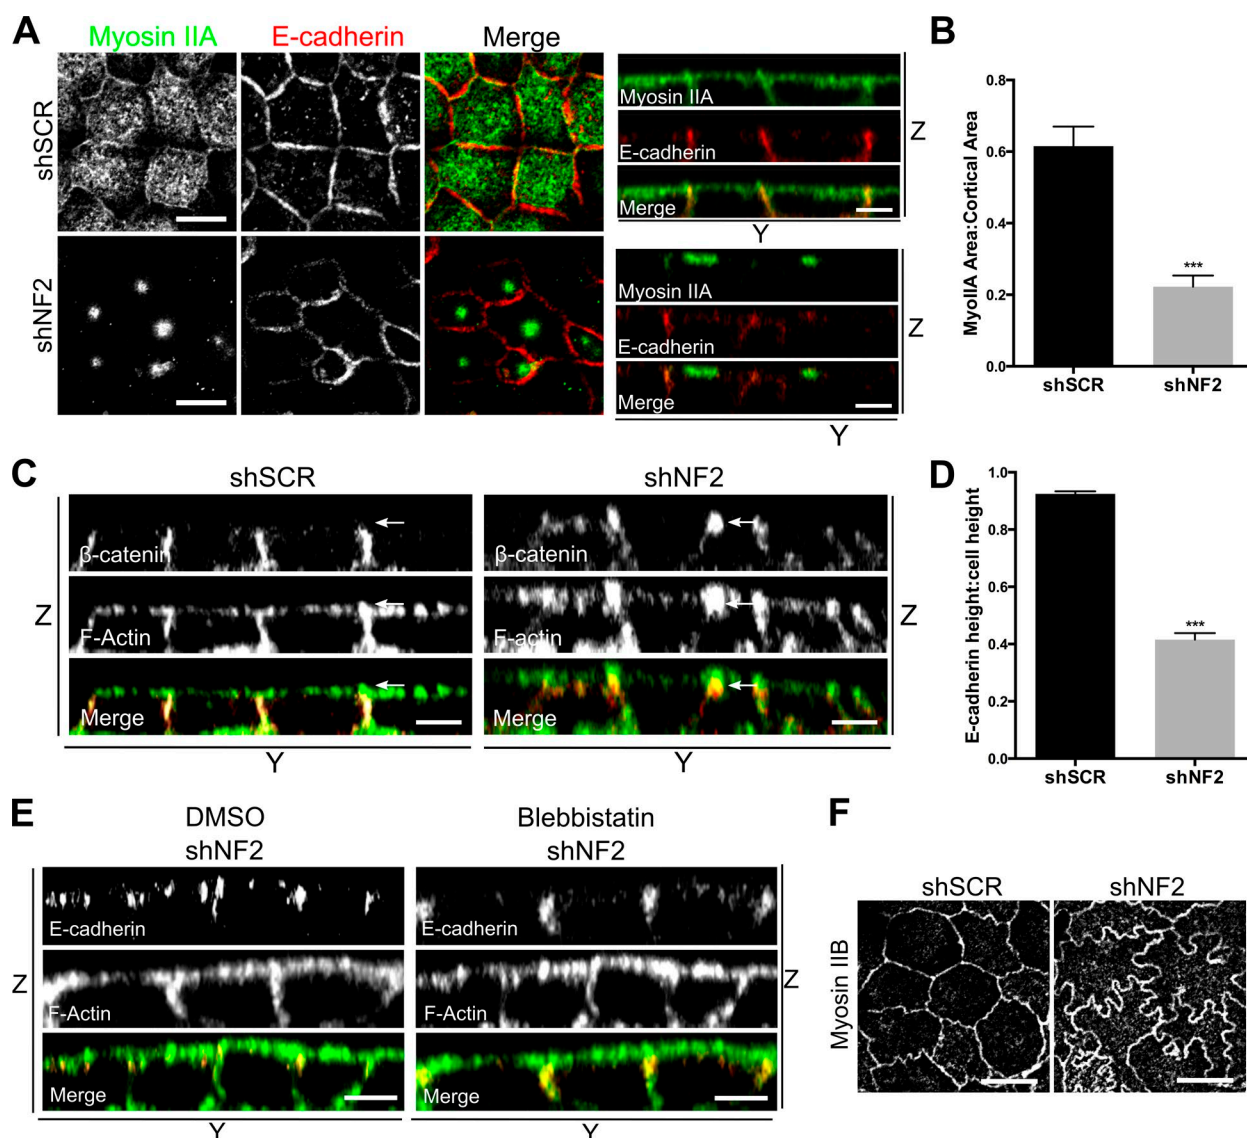 A
Myosin IIA
E-cadherin
Merge
shSCR
shNF2
Myosin IIA
E-cadherin
Merge
Z
Y
Myosin IIA
E-cadherin
Merge
Z
Y
B
MyoIIA Area:Cortical Area
0.8
0.6
0.4
0.2
0.0
***
shSCR
shNF2
C
shSCR
shNF2
Z
β-catenin
F-Actin
Merge
Y
β-catenin
F-actin
Merge
Z
Y
D
E-cadherin height:cell height
1.0
0.8
0.6
0.4
0.2
0.0
***
shSCR
shNF2
E
DMSO
shNF2
Blebbistatin
shNF2
Z
E-cadherin
F-Actin
Merge
Y
E-cadherin
F-Actin
Merge
Z
Y
F
shSCR
shNF2
Myosin IIB